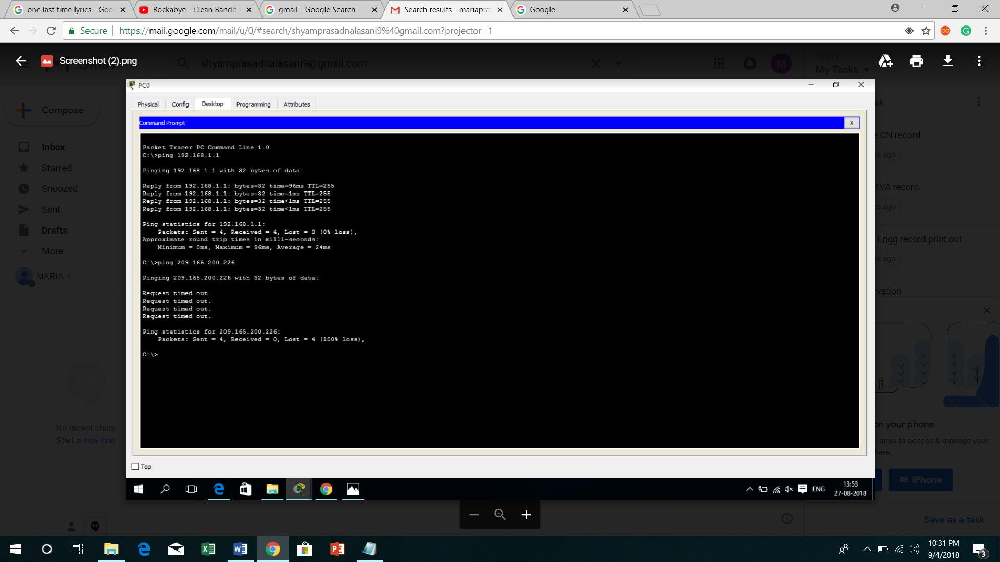 one last time lyrics - Goo
Rockabye - Clean Bandit
gmail - Google Search
Search results - mariapra
Google
Secure
https://mail.google.com/mail/u/0/#search/shyamprasadnalasani9%40gmail.com?projector=1
Screenshot (2).png
shyamprasadnalasani9@gmail.com
M
TASKS
My Tasks
Compose
Inbox
Starred
Snoozed
Sent
Drafts
More
MARIA
No recent chats
Start a new one
PC0
Physical
Config
Desktop
Programming
Attributes
Command Prompt
X
Packet Tracer PC Command Line 1.0
C:\>ping 192.168.1.1
Pinging 192.168.1.1 with 32 bytes of data:
Reply from 192.168.1.1: bytes=32 time=96ms TTL=255
Reply from 192.168.1.1: bytes=32 time=1ms TTL=255
Reply from 192.168.1.1: bytes=32 time<1ms TTL=255
Reply from 192.168.1.1: bytes=32 time<1ms TTL=255
Ping statistics for 192.168.1.1:
Packets: Sent = 4, Received = 4, Lost = 0 (0% loss),
Approximate round trip times in milli-seconds:
Minimum = 0ms, Maximum = 96ms, Average = 24ms
C:\>ping 209.165.200.226
Pinging 209.165.200.226 with 32 bytes of data:
Request timed out.
Request timed out.
Request timed out.
Request timed out.
Ping statistics for 209.165.200.226:
Packets: Sent = 4, Received = 0, Lost = 4 (100% loss),
C:\>
Top
ENG
13:53
27-08-2018
sk
e CN record
ys ago
AVA record
ys ago
Engg record print out
ys ago
vation
on your phone
e apps to access & manage your
here.
iOS iPhone
Save as a task
10:31 PM
9/4/2018
3